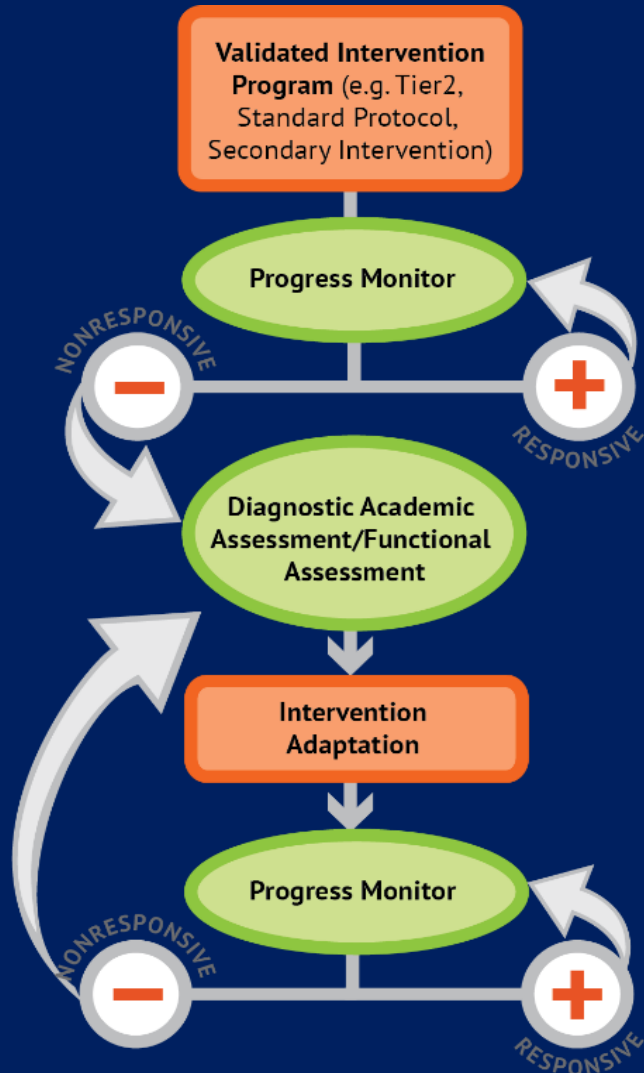 Validated Intervention
Program (e.g. Tier2,
Standard Protocol,
Secondary Intervention)
Progress Monitor
NONRESPONSIVE
RESPONSIVE
Diagnostic Academic
Assessment/Functional
Assessment
Intervention
Adaptation
Progress Monitor
NONRESPONSIVE
RESPONSIVE